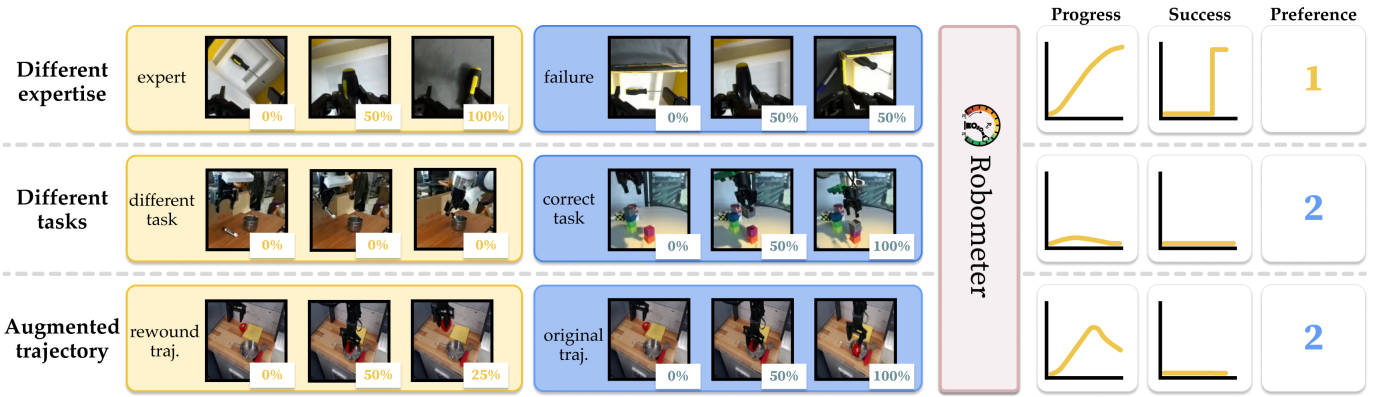 Progress Success Preference
Different
expertise
expert
0%
50%
100%
failure
0%
50%
50%
1
Different
tasks
different
task
0%
0%
0%
correct
task
0%
50%
100%
2
Augmented
trajectory
rewound
traj.
0%
50%
25%
original
traj.
0%
50%
100%
2
Robometer